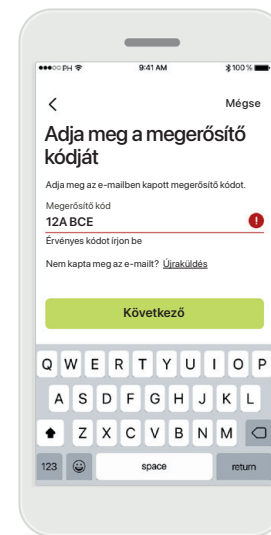 PH 9:41 AM 100%
Mégse
Adja meg a megerősítő
kódját
Adja meg az e-mailben kapott megerősítő kódot.
Megerősítő kód
12A BCE
Érvényes kódot írjon be
Nem kapta meg az e-mailt? Újraküldés
Következő
Q W E R T Y U I O P
A S D F G H J K L
Z X C V B N M
123 space return